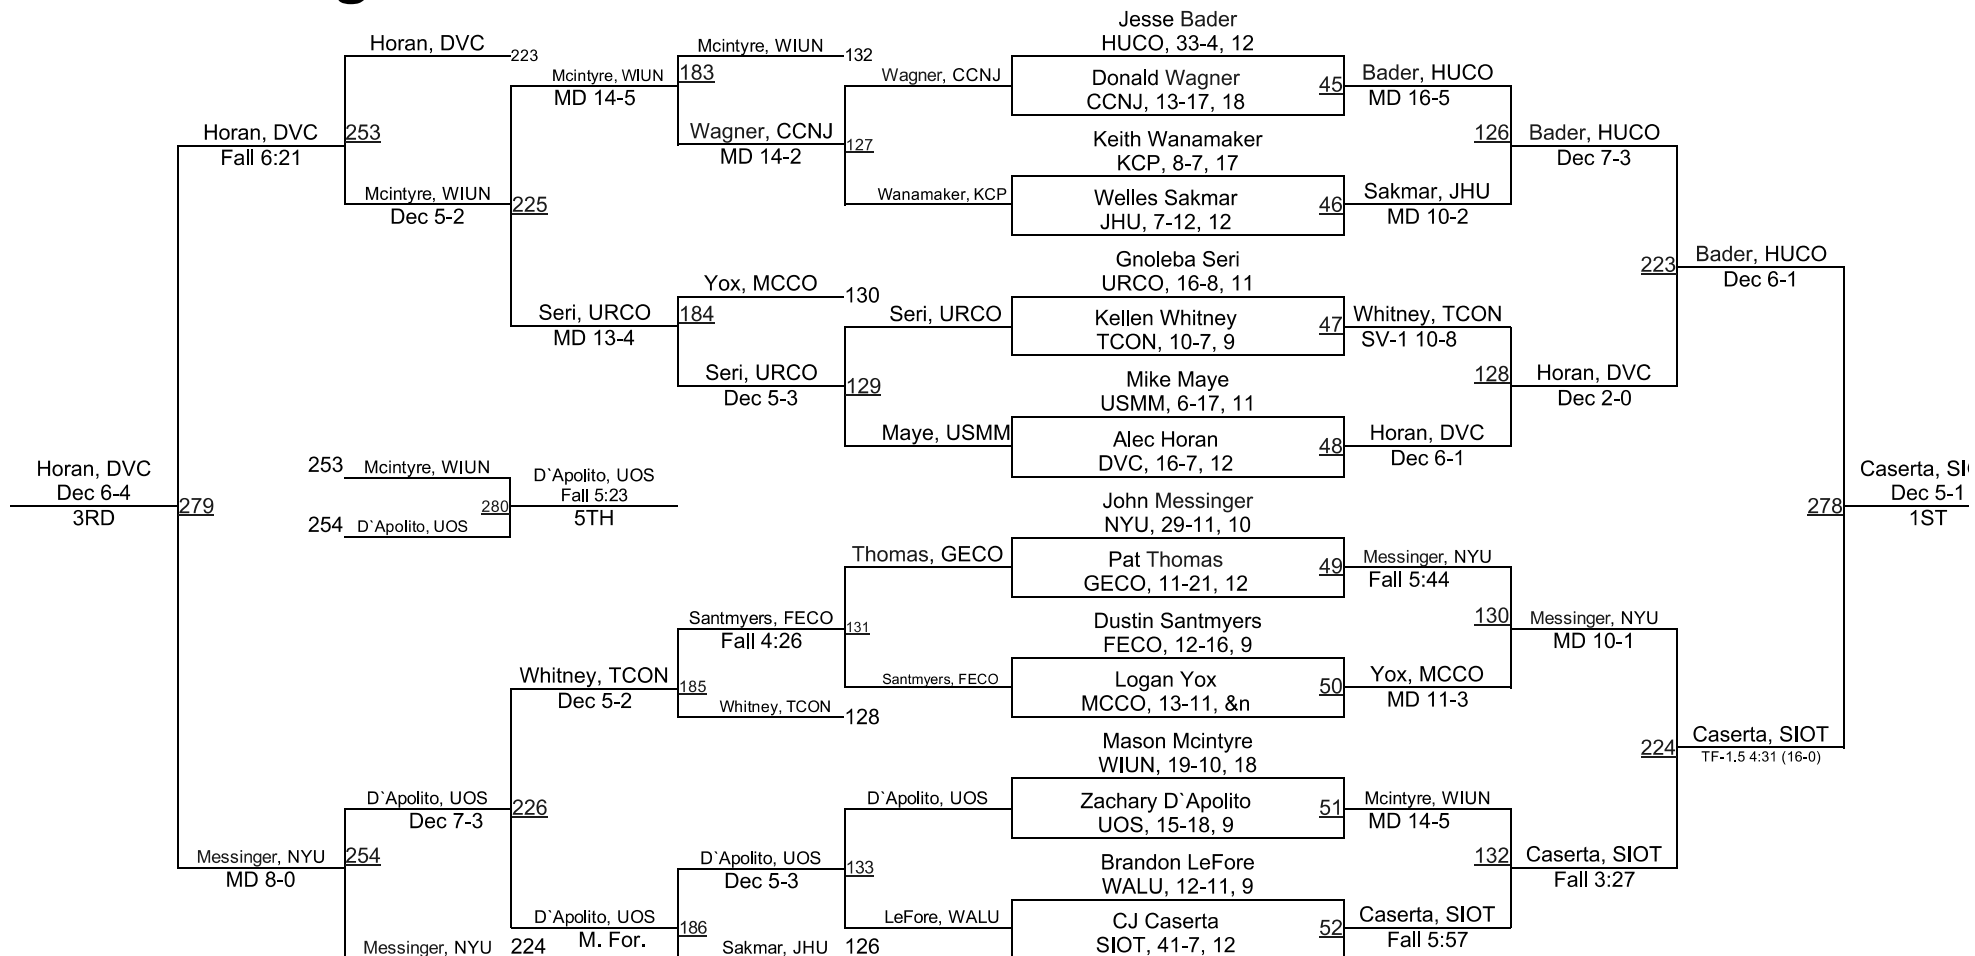 Horan, DVC
223
Mcintyre, WIUN
132
Jesse Bader
HUCO, 33-4, 12
Mcintyre, WIUN
183
MD 14-5
Wagner, CCNJ
Donald Wagner
CCNJ, 13-17, 18
45
Bader, HUCO
MD 16-5
Horan, DVC
253
Fall 6:21
Wagner, CCNJ
127
MD 14-2
Keith Wanamaker
KCP, 8-7, 17
126
Bader, HUCO
Dec 7-3
Mcintyre, WIUN
225
Dec 5-2
Wanamaker, KCP
Welles Sakmar
JHU, 7-12, 12
46
Sakmar, JHU
MD 10-2
Gnoleba Seri
URCO, 16-8, 11
223
Bader, HUCO
Dec 6-1
Yox, MCCO
130
Seri, URCO
184
MD 13-4
Seri, URCO
Kellen Whitney
TCON, 10-7, 9
47
Whitney, TCON
SV-1 10-8
Seri, URCO
129
Dec 5-3
Mike Maye
USMM, 6-17, 11
128
Horan, DVC
Dec 2-0
Maye, USMM
Alec Horan
DVC, 16-7, 12
48
Horan, DVC
Dec 6-1
Horan, DVC
Dec 6-4
3RD
279
253
Mcintyre, WIUN
254
D`Apolito, UOS
280
D`Apolito, UOS
Fall 5:23
5TH
John Messinger
NYU, 29-11, 10
278
Caserta, SI
Dec 5-1
1ST
Thomas, GECO
Pat Thomas
GECO, 11-21, 12
49
Messinger, NYU
Fall 5:44
Santmyers, FECO
131
Fall 4:26
Dustin Santmyers
FECO, 12-16, 9
130
Messinger, NYU
MD 10-1
Whitney, TCON
185
Dec 5-2
Santmyers, FECO
Logan Yox
MCCO, 13-11, &n
50
Yox, MCCO
MD 11-3
Whitney, TCON
128
Mason Mcintyre
WIUN, 19-10, 18
224
Caserta, SIOT
TF-1.5 4:31 (16-0)
D`Apolito, UOS
226
Dec 7-3
D`Apolito, UOS
Zachary D`Apolito
UOS, 15-18, 9
51
Mcintyre, WIUN
MD 14-5
Messinger, NYU
254
MD 8-0
D`Apolito, UOS
133
Dec 5-3
Brandon LeFore
WALU, 12-11, 9
132
Caserta, SIOT
Fall 3:27
D`Apolito, UOS
186
M. For.
LeFore, WALU
CJ Caserta
SIOT, 41-7, 12
52
Caserta, SIOT
Fall 5:57
Messinger, NYU
224
Sakmar, JHU
126